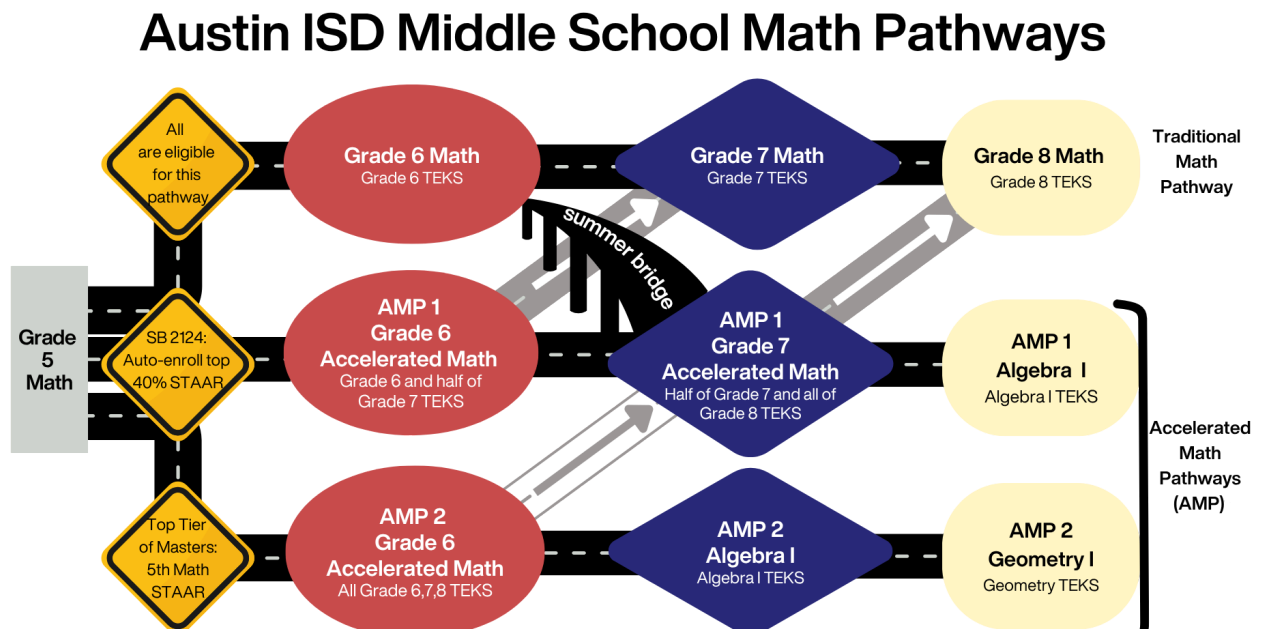 Austin ISD Middle School Math Pathways
All
are eligible
for this
pathway
Grade 6 Math
Grade 6 TEKS
Grade 7 Math
Grade 7 TEKS
Grade 8 Math
Grade 8 TEKS
Traditional
Math
Pathway
summer bridge
Grade
5
Math
SB 2124:
Auto-enroll top
40% STAAR
AMP 1
Grade 6
Accelerated Math
Grade 6 and half of
Grade 7 TEKS
AMP 1
Grade 7
Accelerated Math
Half of Grade 7 and all of
Grade 8 TEKS
AMP 1
Algebra I
Algebra I TEKS
Accelerated
Math
Pathways
(AMP)
Top Tier
of Masters:
5th Math
STAAR
AMP 2
Grade 6
Accelerated Math
All Grade 6,7,8 TEKS
AMP 2
Algebra I
Algebra I TEKS
AMP 2
Geometry I
Geometry TEKS